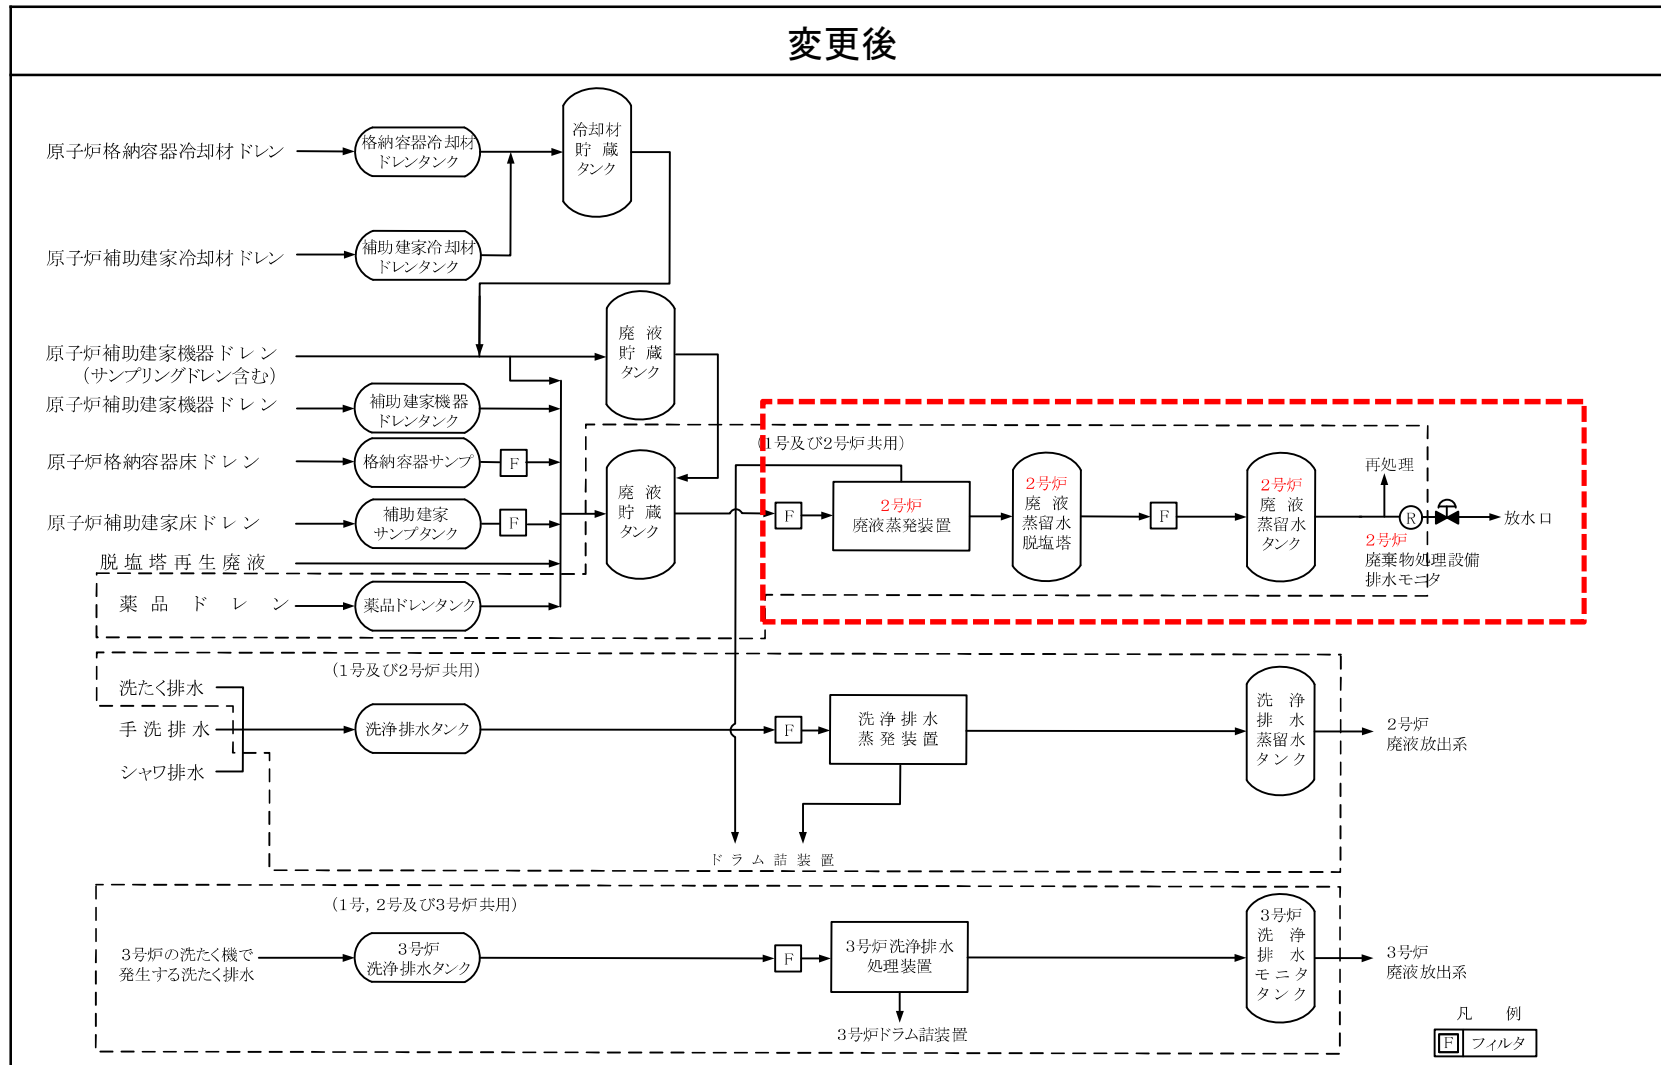 変更後
原子炉格納容器冷却材ドレン
格納容器冷却材
ドレンタンク
冷却材
貯蔵
タンク
原子炉補助建家冷却材ドレン
補助建家冷却材
ドレンタンク
原子炉補助建家機器ドレン
(サンプリングドレン含む)
廃液
貯蔵
タンク
原子炉補助建家機器ドレン
補助建家機器
ドレンタンク
原子炉格納容器床ドレン
格納容器サンプ
F
原子炉補助建家床ドレン
補助建家
サンプタンク
F
脱塩塔再生廃液
薬品ドレン
薬品ドレンタンク
廃液
貯蔵
タンク
(1号及び2号炉共用)
F
2号炉
廃液蒸発装置
2号炉
廃液
蒸留水
脱塩塔
F
2号炉
廃液
蒸留水
タンク
再処理
R
放水口
2号炉
廃棄物処理設備
排水モニタ
(1号及び2号炉共用)
洗たく排水
手洗排水
シャワ排水
洗浄排水タンク
F
洗浄排水
蒸発装置
洗浄
排水
蒸留水
タンク
2号炉
廃液放出系
ドラム詰装置
(1号, 2号及び3号炉共用)
3号炉の洗たく機で
発生する洗たく排水
3号炉
洗浄排水タンク
F
3号炉洗浄排水
処理装置
3号炉
洗浄
排水
モニタ
タンク
3号炉
廃液放出系
3号炉ドラム詰装置
凡例
F フィルタ